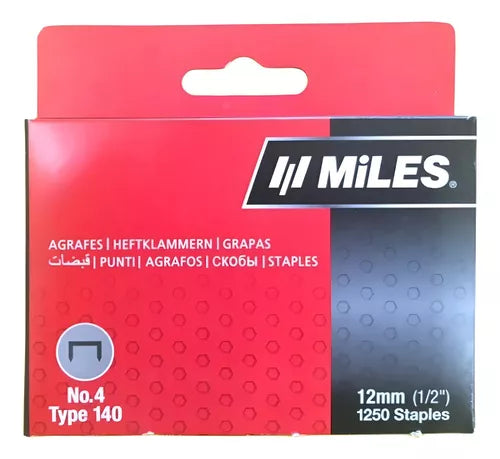 MiLES®
AGRAFES | HEFTKLAMMERN | GRAPAS
قبضات | PUNTI | AGRAFOS | СКОБЫ | STAPLES
No.4
Type 140
12mm (1/2")
1250 Staples